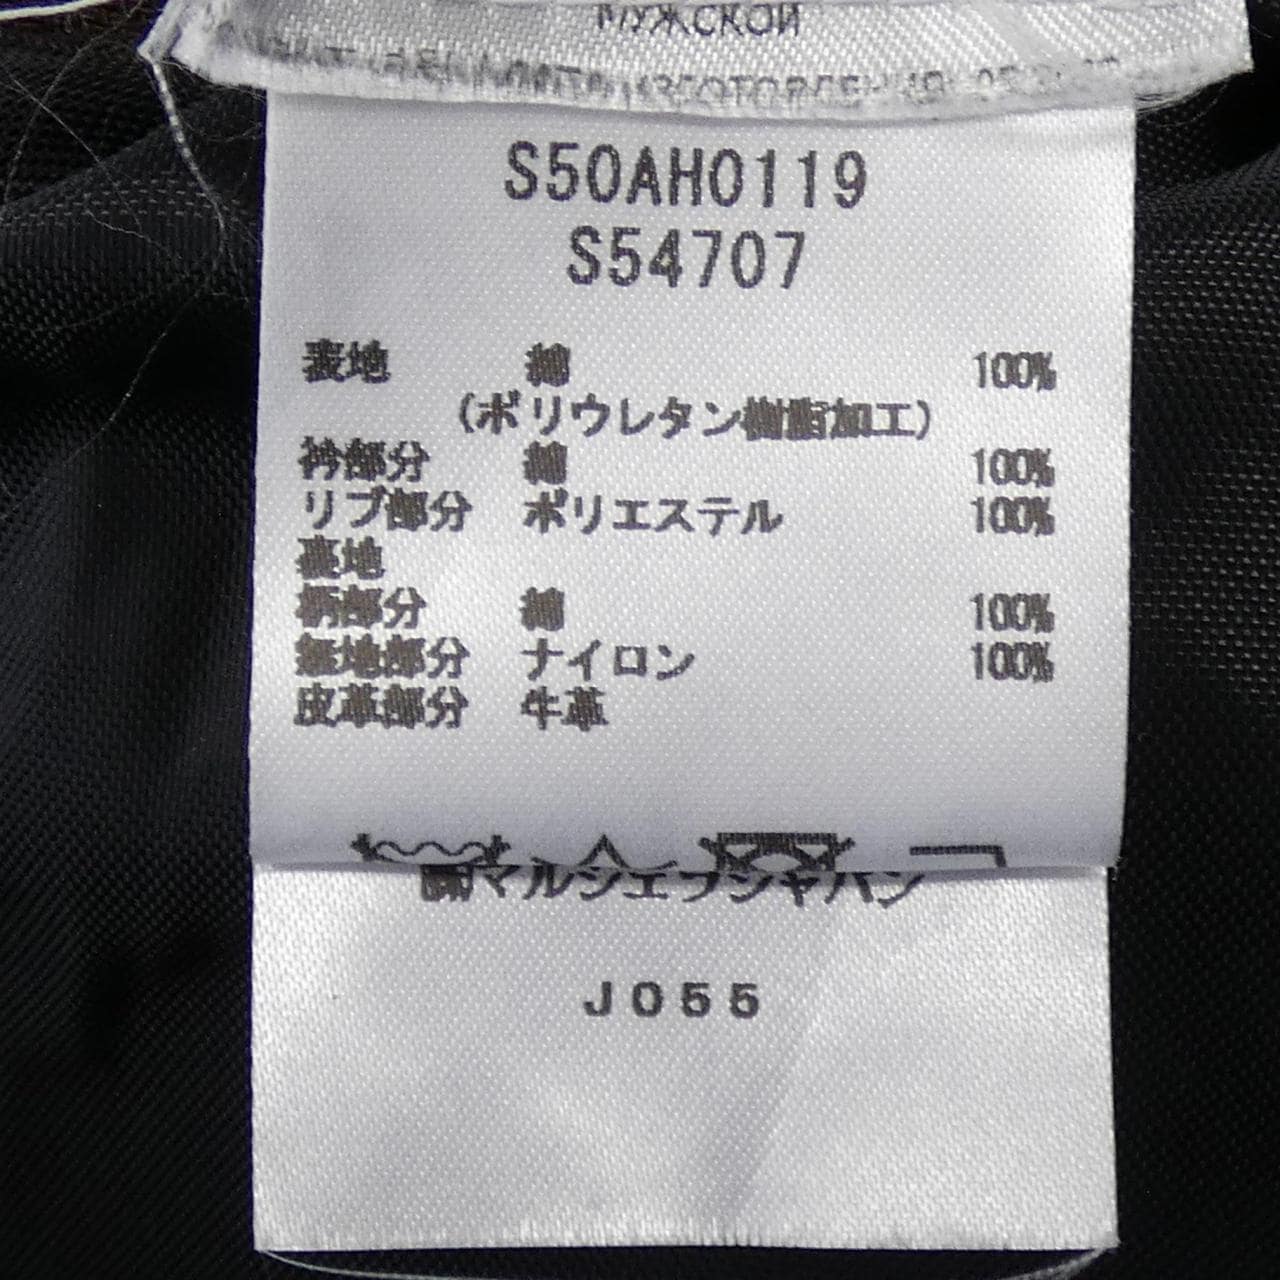 МУЖСКОЙ
S50AH0119
S54707
表地 綿 100%
(ポリウレタン樹脂加工)
衿部分 綿 100%
リブ部分 ポリエステル 100%
裏地
柄部分 綿 100%
無地部分 ナイロン 100%
皮革部分 牛革
マルジェラジャパン
J055